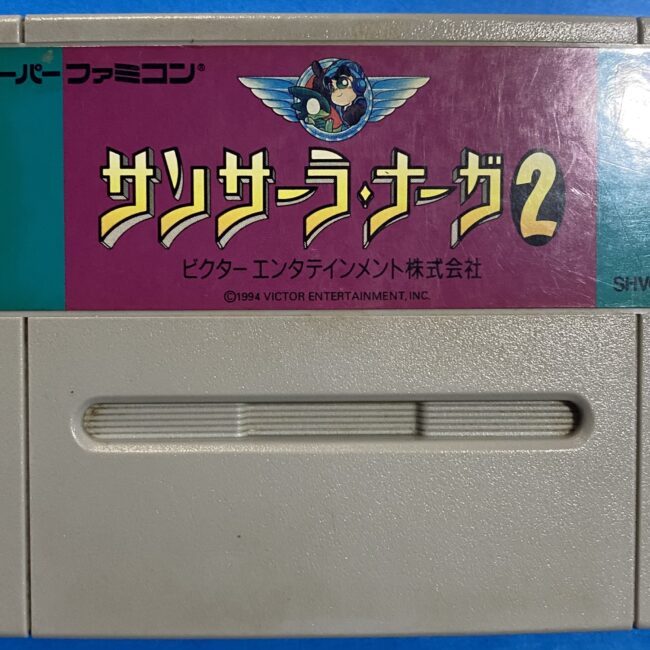 ーパーファミコン®
サンサーラ・ナーガ2
ビクターエンタテインメント株式会社
©1994 VICTOR ENTERTAINMENT, INC.
SHV